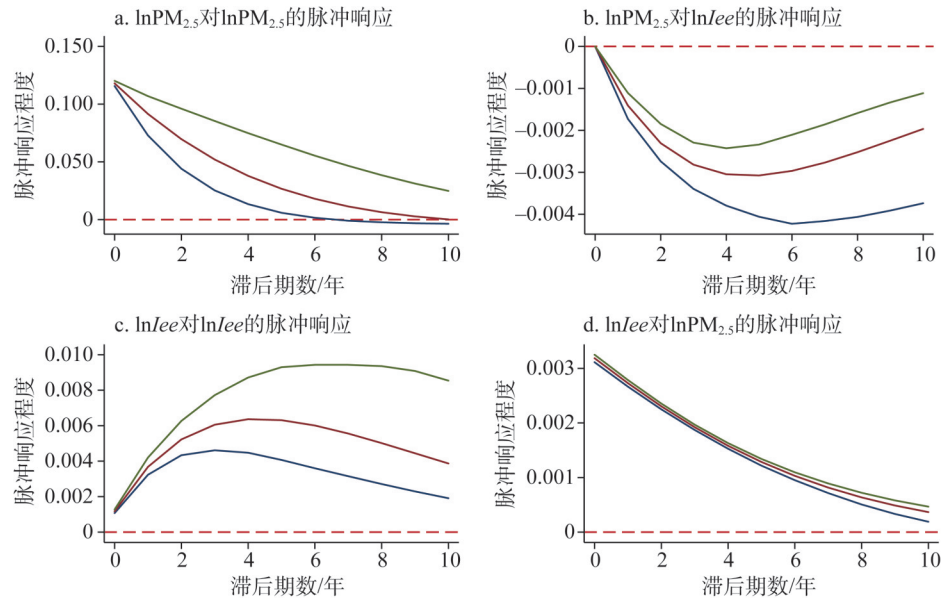 a. lnPM2.5对lnPM2.5的脉冲响应
0.150
0.100
0.050
0
脉冲响应程度
0 2 4 6 8 10
滞后期数/年
b. lnPM2.5对lnIee的脉冲响应
0
–0.001
–0.002
–0.003
–0.004
脉冲响应程度
0 2 4 6 8 10
滞后期数/年
c. lnIee对lnIee的脉冲响应
0.010
0.008
0.006
0.004
0.002
0
脉冲响应程度
0 2 4 6 8 10
滞后期数/年
d. lnIee对lnPM2.5的脉冲响应
0.003
0.002
0.001
0
脉冲响应程度
0 2 4 6 8 10
滞后期数/年